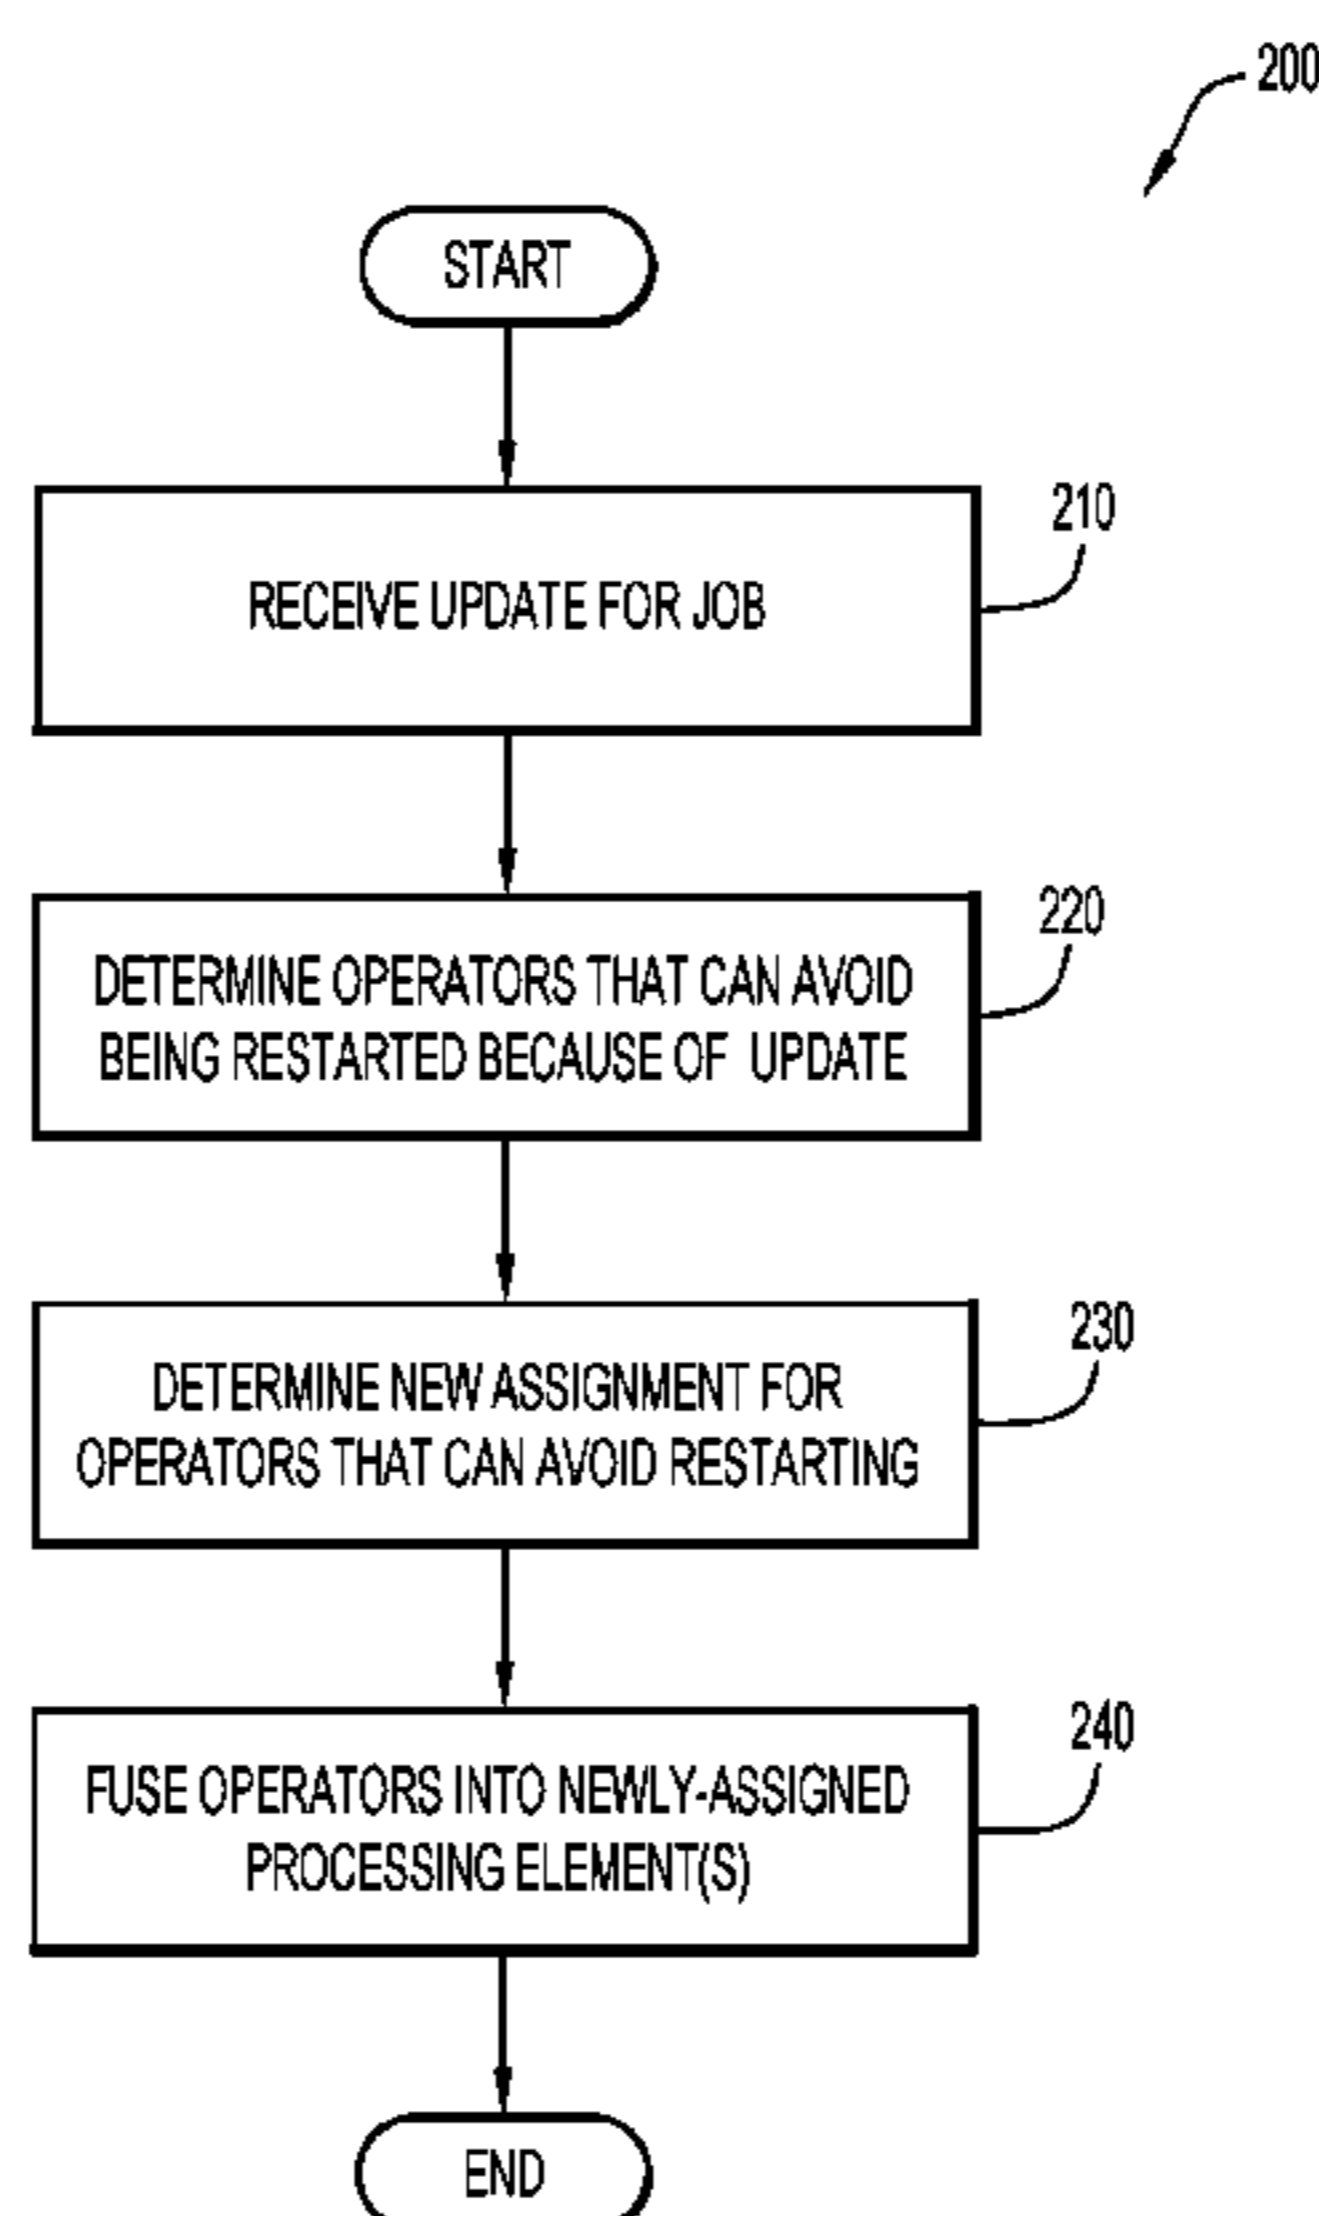 200
START
210
RECEIVE UPDATE FOR JOB
220
DETERMINE OPERATORS THAT CAN AVOID
BEING RESTARTED BECAUSE OF UPDATE
230
DETERMINE NEW ASSIGNMENT FOR
OPERATORS THAT CAN AVOID RESTARTING
240
FUSE OPERATORS INTO NEWLY-ASSIGNED
PROCESSING ELEMENT(S)
END